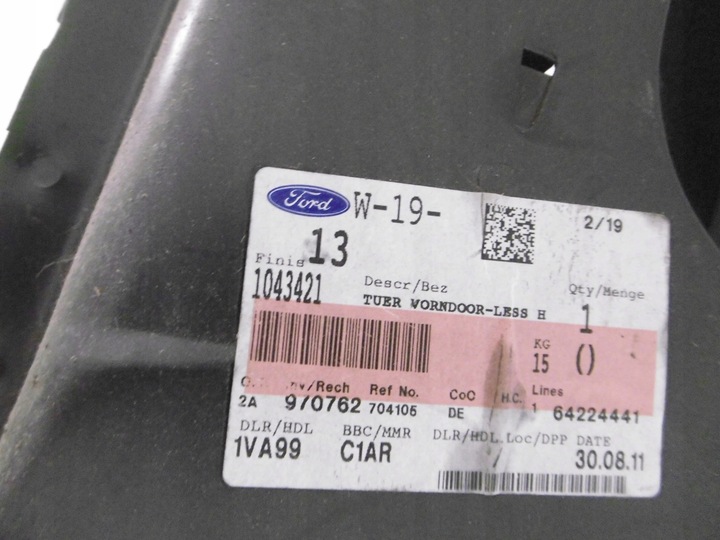 Ford W-19- 2/19
Finis 13
1043421 Descr/Bez Qty/Menge
TUER VORNDOOR-LESS H 1
KG
15 ()
nv/Rech Ref No. CoC H.C. Lines
2A 970762 704105 DE 1 64224441
DLR/HDL BBC/MMR DLR/HDL Loc/DPP DATE
1VA99 C1AR / 30.08.11